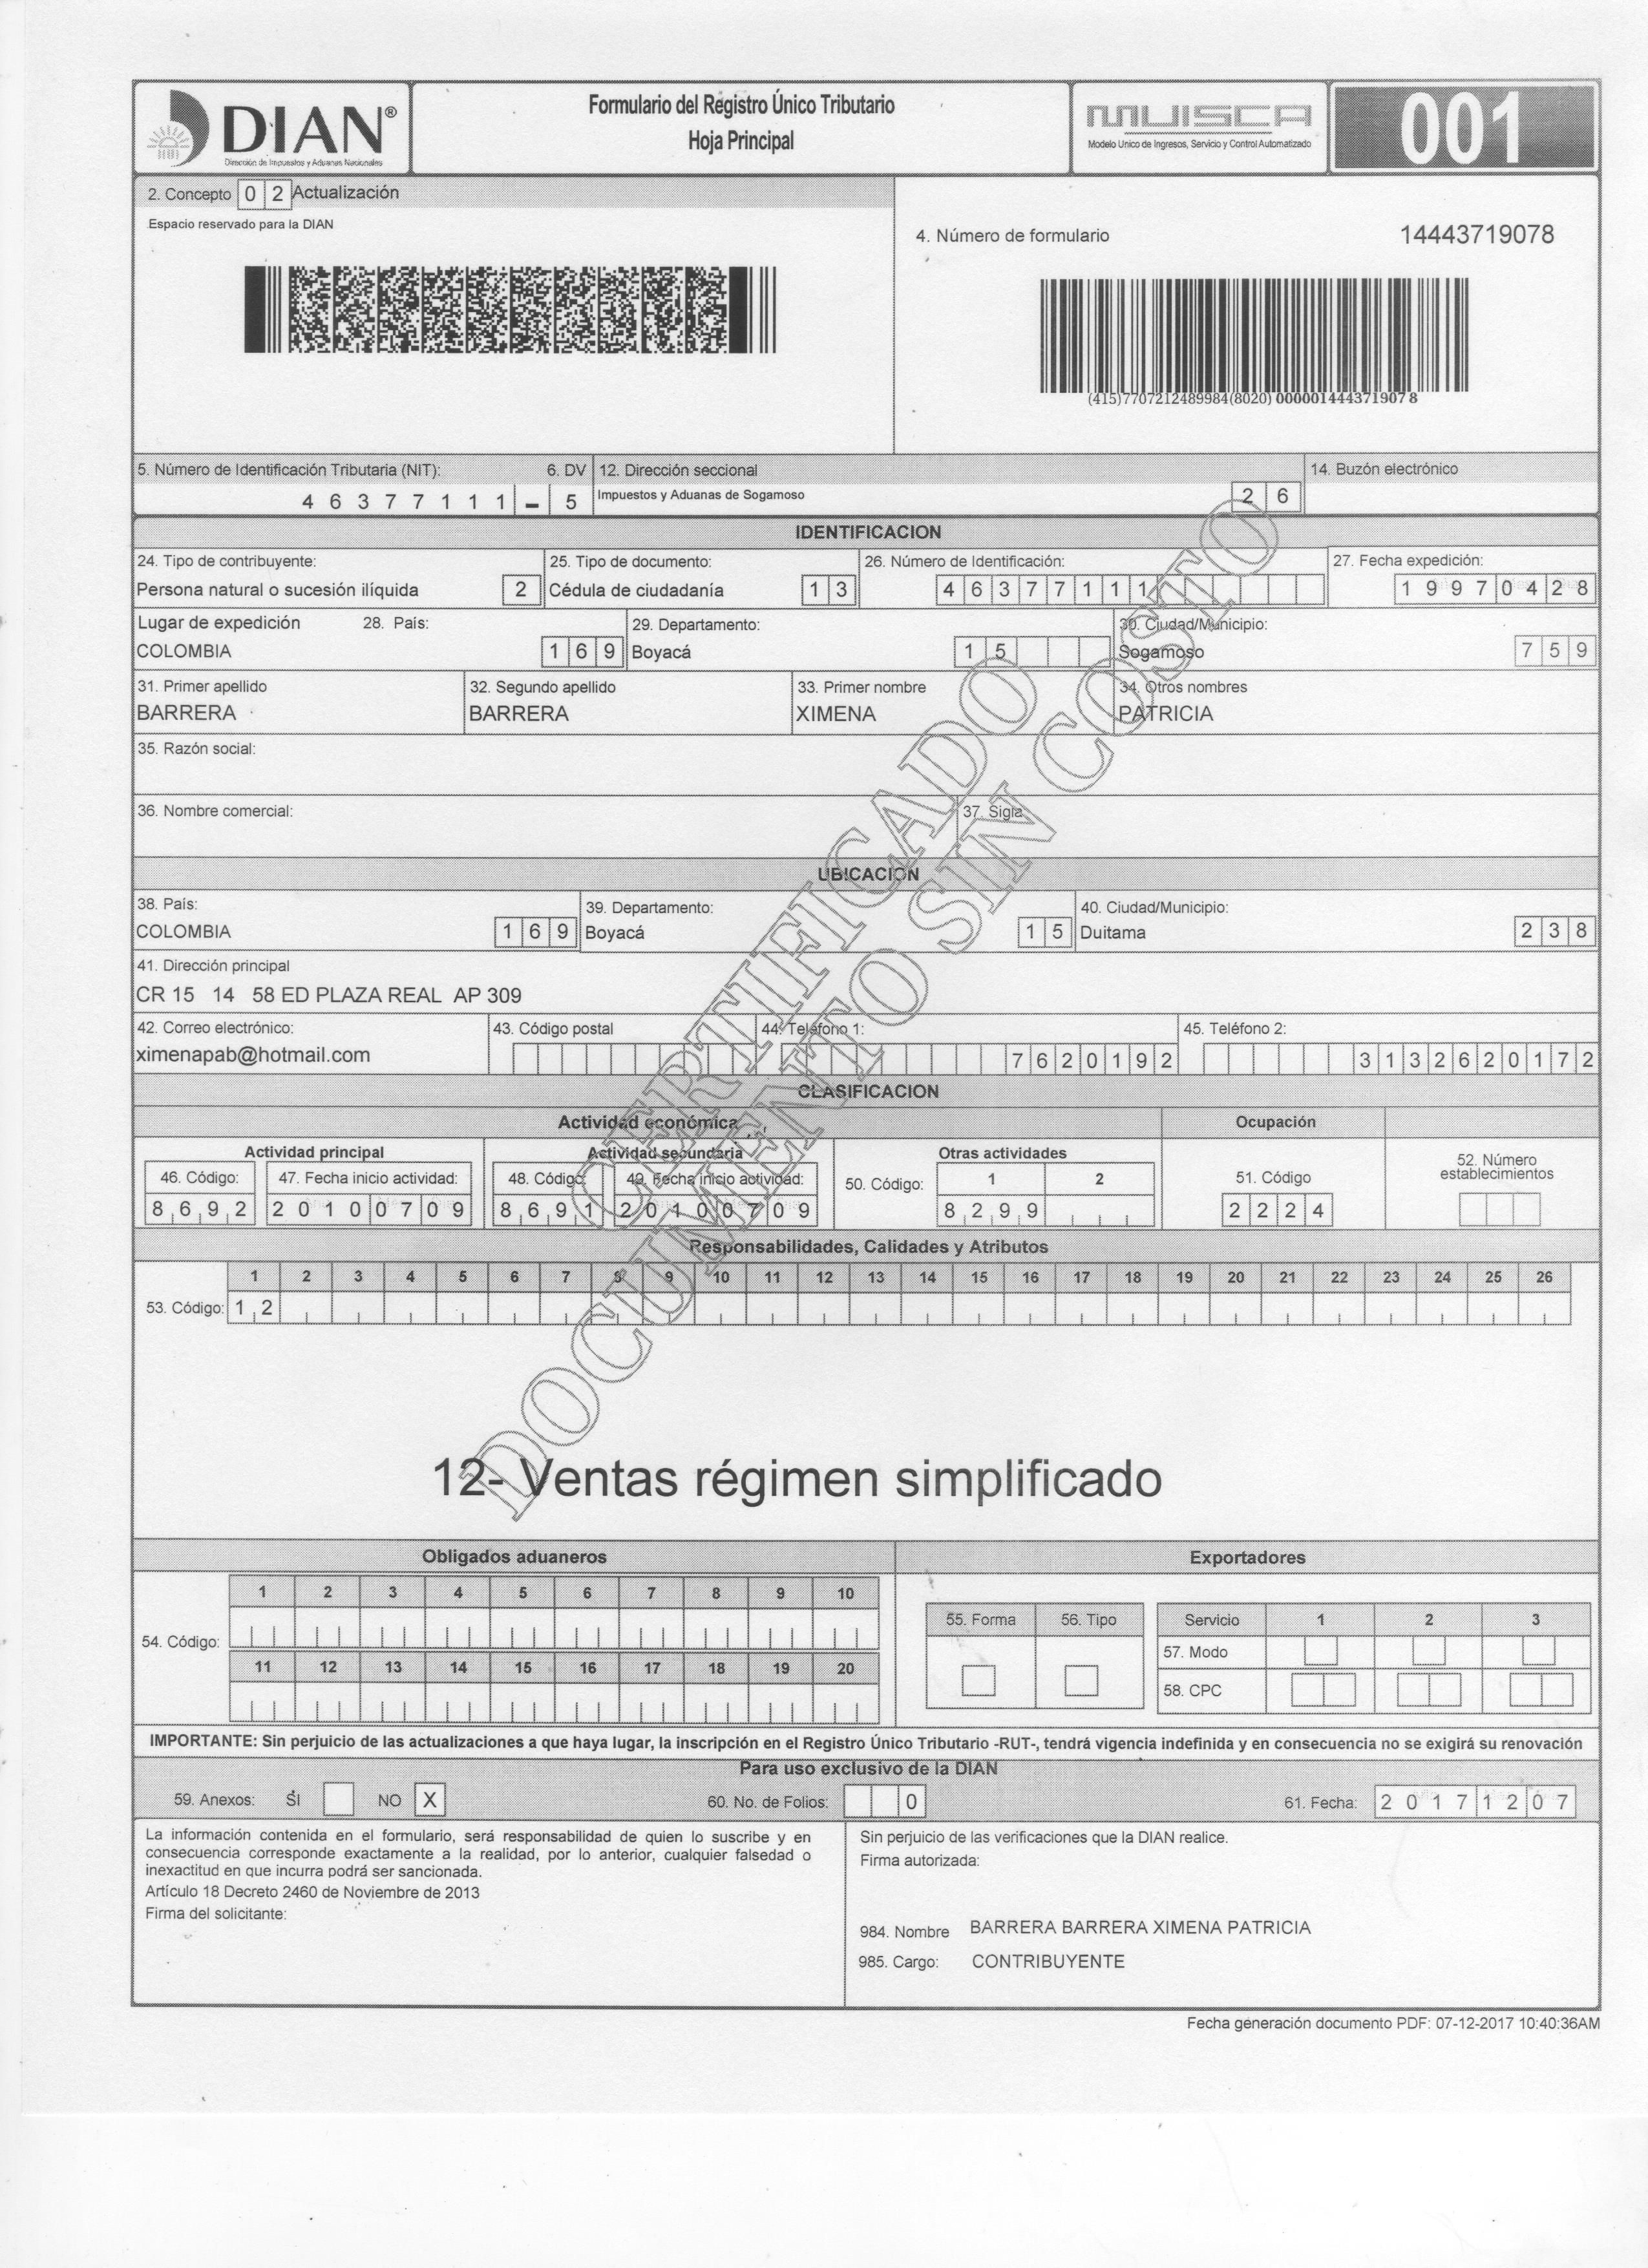 DIAN®
Dirección de Impuestos y Aduanas Nacionales
Formulario del Registro Único Tributario
Hoja Principal
MUISCA
Modelo Unico de Ingresos, Servicio y Control Automatizado
001
2. Concepto 0 2 Actualización
Espacio reservado para la DIAN
4. Número de formulario 14443719078
(415)7707212489984(8020) 0000014443719078
5. Número de Identificación Tributaria (NIT): 6. DV 12. Dirección seccional 14. Buzón electrónico
4 6 3 7 7 1 1 1 - 5 Impuestos y Aduanas de Sogamoso 2 6
IDENTIFICACION
24. Tipo de contribuyente: 25. Tipo de documento: 26. Número de Identificación: 27. Fecha expedición:
Persona natural o sucesión ilíquida 2 Cédula de ciudadanía 1 3 4 6 3 7 7 1 1 1 1 9 9 7 0 4 2 8
Lugar de expedición 28. País: 29. Departamento: 30. Ciudad/Municipio:
COLOMBIA 1 6 9 Boyacá 1 5 Sogamoso 7 5 9
31. Primer apellido 32. Segundo apellido 33. Primer nombre 34. Otros nombres
BARRERA BARRERA XIMENA PATRICIA
35. Razón social:
36. Nombre comercial: 37. Sigla
UBICACION
38. País: 39. Departamento: 40. Ciudad/Municipio:
COLOMBIA 1 6 9 Boyacá 1 5 Duitama 2 3 8
41. Dirección principal
CR 15 14 58 ED PLAZA REAL AP 309
42. Correo electrónico: 43. Código postal 44. Teléfono 1: 45. Teléfono 2:
ximenapab@hotmail.com 7 6 2 0 1 9 2 3 1 3 2 6 2 0 1 7 2
CLASIFICACION
Actividad económica Ocupación
Actividad principal Actividad secundaria Otras actividades 52. Número establecimientos
46. Código: 47. Fecha inicio actividad: 48. Código: 49. Fecha inicio actividad: 50. Código: 1 2 51. Código
8 6 9 2 2 0 1 0 0 7 0 9 8 6 9 1 2 0 1 0 0 7 0 9 8 2 9 9 2 2 2 4
Responsabilidades, Calidades y Atributos
1 2 3 4 5 6 7 8 9 10 11 12 13 14 15 16 17 18 19 20 21 22 23 24 25 26
53. Código: 1 2
12- Ventas régimen simplificado
CERTIFICADO
DOCUMENTO SIN COSTO
Obligados aduaneros Exportadores
1 2 3 4 5 6 7 8 9 10
55. Forma 56. Tipo Servicio 1 2 3
54. Código: 57. Modo
11 12 13 14 15 16 17 18 19 20
58. CPC
IMPORTANTE: Sin perjuicio de las actualizaciones a que haya lugar, la inscripción en el Registro Único Tributario -RUT-, tendrá vigencia indefinida y en consecuencia no se exigirá su renovación
Para uso exclusivo de la DIAN
59. Anexos: SI NO X 60. No. de Folios: 0 61. Fecha: 2 0 1 7 1 2 0 7
La información contenida en el formulario, será responsabilidad de quien lo suscribe y en
consecuencia corresponde exactamente a la realidad, por lo anterior, cualquier falsedad o
inexactitud en que incurra podrá ser sancionada.
Artículo 18 Decreto 2460 de Noviembre de 2013
Firma del solicitante:
Sin perjuicio de las verificaciones que la DIAN realice.
Firma autorizada:
984. Nombre BARRERA BARRERA XIMENA PATRICIA
985. Cargo: CONTRIBUYENTE
Fecha generación documento PDF: 07-12-2017 10:40:36AM